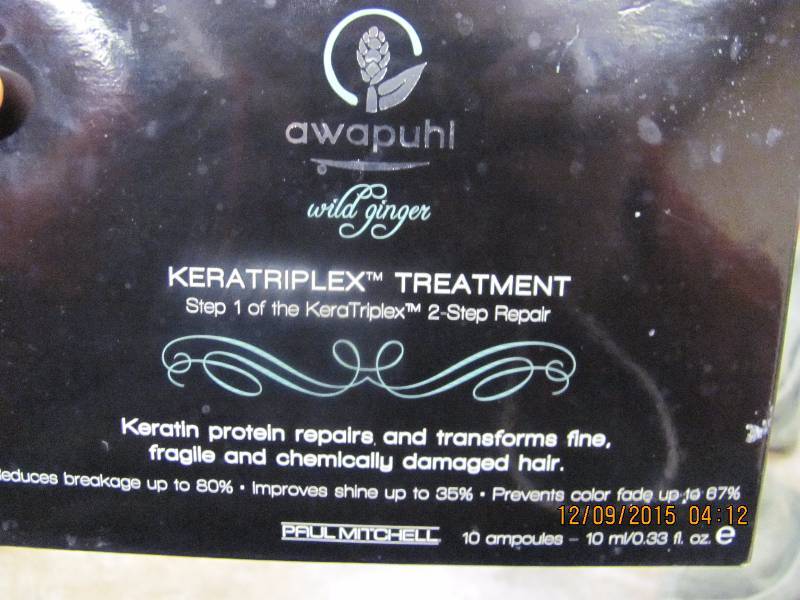 awapuhi
wild ginger
KERATRIPLEX™ TREATMENT
Step 1 of the KeraTriplex™ 2-Step Repair
Keratin protein repairs and transforms fine,
fragile and chemically damaged hair.
educes breakage up to 80% • Improves shine up to 35% • Prevents color fade up to 67%
12/09/2015 04:12
PAUL MITCHELL 10 ampoules - 10 ml/0.33 fl. oz. e